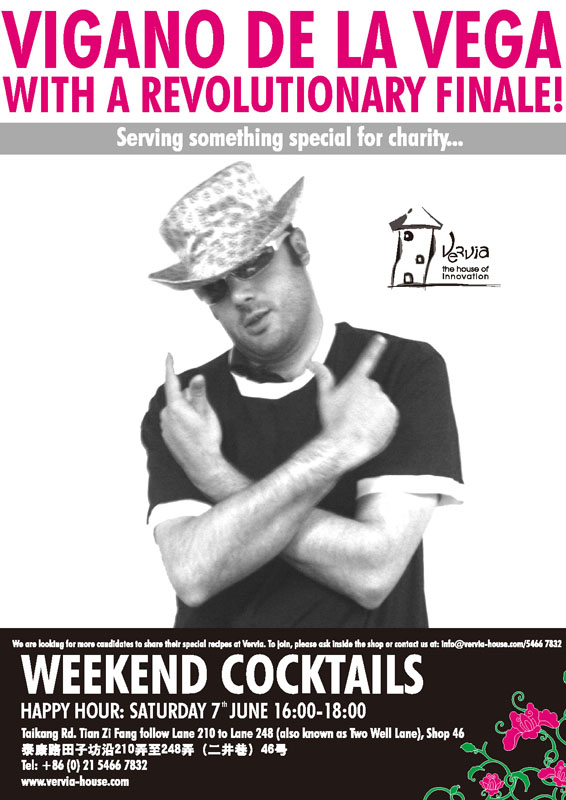 VIGANO DE LA VEGA
WITH A REVOLUTIONARY FINALE!
Serving something special for charity...
Vervia
the house of
innovation
We are looking for more candidates to share their special recipes at Vervia. To join, please ask inside the shop or contact us at: info@vervia-house.com/5466 7832
WEEKEND COCKTAILS
HAPPY HOUR: SATURDAY 7th JUNE 16:00-18:00
Taikang Rd. Tian Zi Fang follow Lane 210 to Lane 248 (also known as Two Well Lane), Shop 46
泰康路田子坊沿210弄至248弄 (二井巷) 46号
Tel: +86 (0) 21 5466 7832
www.vervia-house.com